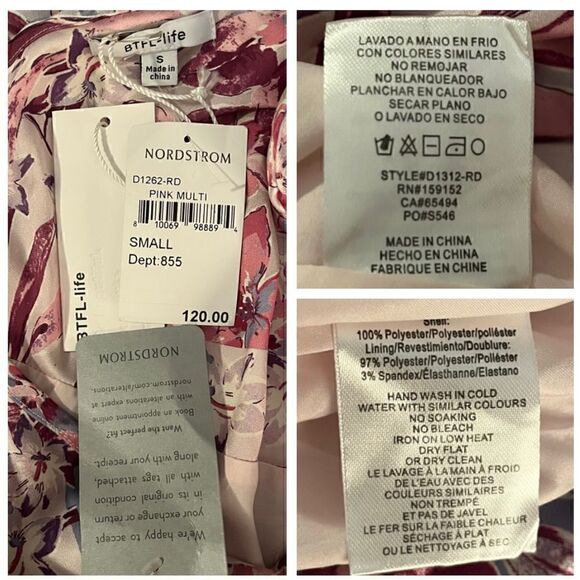 BTFL-life
S
Made in
china
NORDSTROM
D1262-RD
PINK MULTI
8 10069 98889 4
SMALL
Dept:855
120.00
BTFL-life
NORDSTROM
We're happy to accept
your exchange or return
in its original condition
with all tags attached,
along with your receipt.
Want the perfect fit?
Book an appointment online
with an alterations expert at
nordstrom.com/alterations.
LAVADO A MANO EN FRIO
CON COLORES SIMILARES
NO REMOJAR
NO BLANQUEADOR
PLANCHAR EN CALOR BAJO
SECAR PLANO
O LAVADO EN SECO
STYLE#D1312-RD
RN#159152
CA#65494
PO#S546
MADE IN CHINA
HECHO EN CHINA
FABRIQUE EN CHINE
Shell:
100% Polyester/Polyester/poliéster
Lining/Revestimiento/Doublure:
97% Polyester/Polyester/Poliéster
3% Spandex/Élasthanne/Elastano
HAND WASH IN COLD
WATER WITH SIMILAR COLOURS
NO SOAKING
NO BLEACH
IRON ON LOW HEAT
DRY FLAT
OR DRY CLEAN
LE LAVAGE À LA MAIN À FROID
DE L'EAU AVEC DES
COULEURS SIMILAIRES
NON TREMPÉ
ET PAS DE JAVEL
LE FER SUR LA FAIBLE CHALEUR
SÉCHAGE À PLAT
OU LE NETTOYAGE À SEC